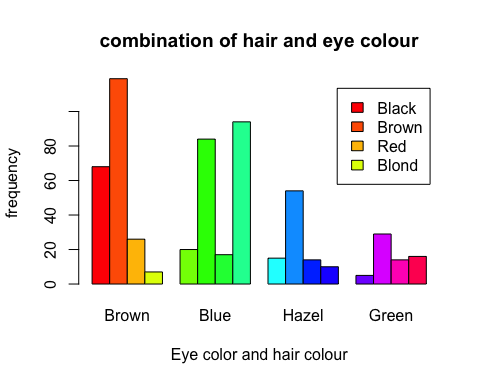 combination of hair and eye colour
Black
Brown
Red
Blond
frequency
80
60
40
20
0
Brown Blue Hazel Green
Eye color and hair colour